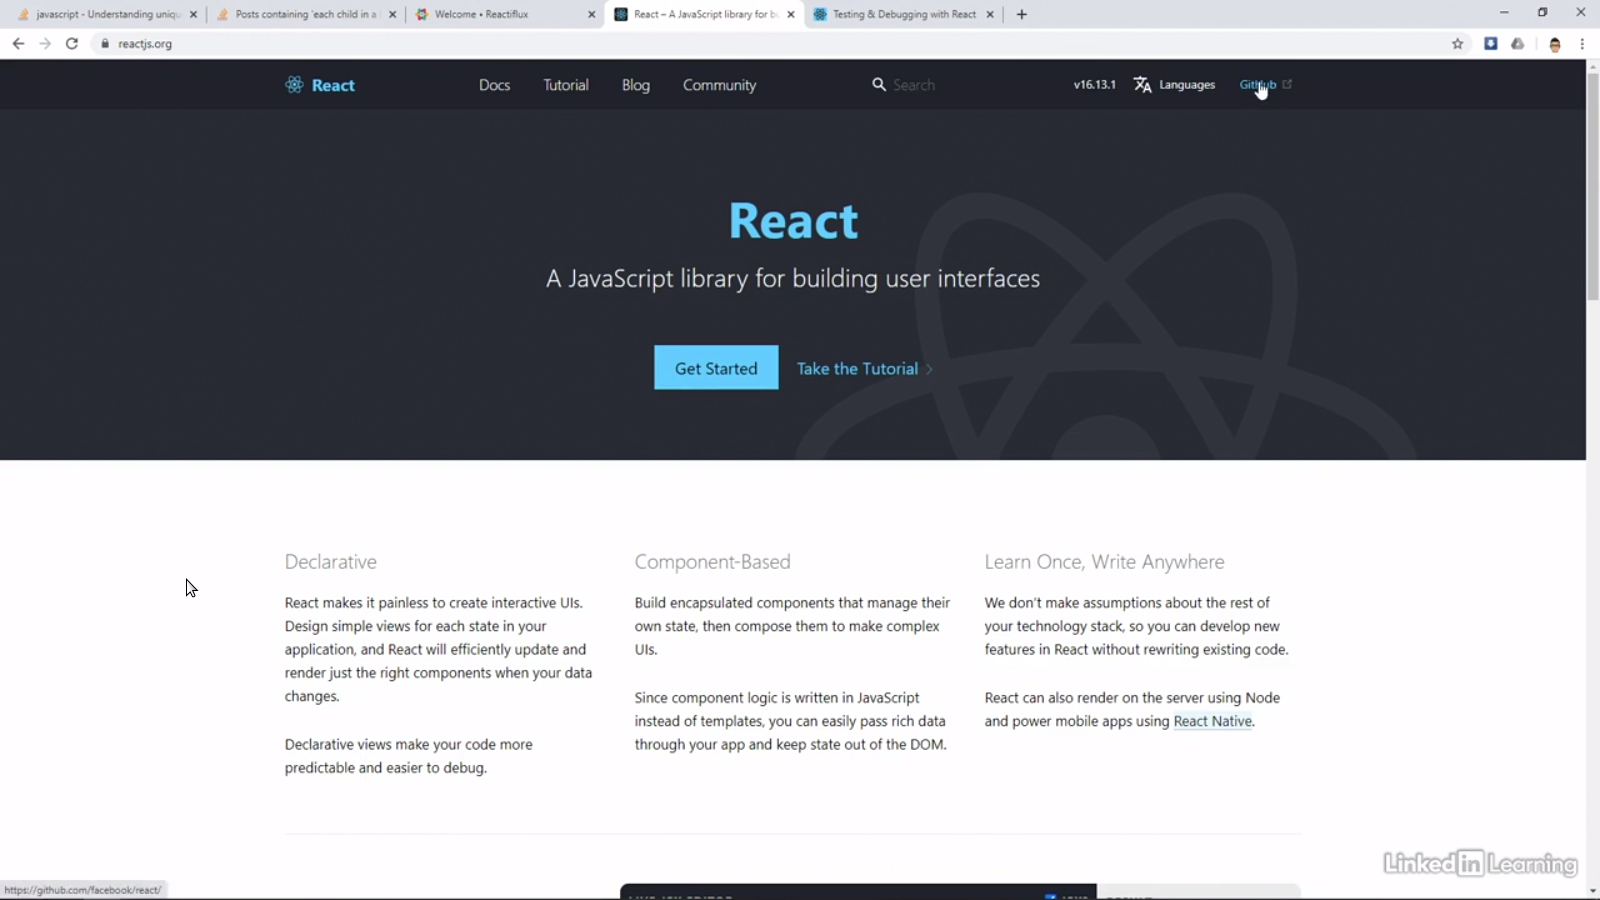 javascript - Understanding uniqu
Posts containing 'each child in a l
Welcome • Reactiflux
React – A JavaScript library for bu
Testing & Debugging with React
reactjs.org
React
Docs
Tutorial
Blog
Community
Search
v16.13.1
Languages
GitHub
React
A JavaScript library for building user interfaces
Get Started
Take the Tutorial
Declarative
React makes it painless to create interactive UIs.
Design simple views for each state in your
application, and React will efficiently update and
render just the right components when your data
changes.
Declarative views make your code more
predictable and easier to debug.
Component-Based
Build encapsulated components that manage their
own state, then compose them to make complex
UIs.
Since component logic is written in JavaScript
instead of templates, you can easily pass rich data
through your app and keep state out of the DOM.
Learn Once, Write Anywhere
We don't make assumptions about the rest of
your technology stack, so you can develop new
features in React without rewriting existing code.
React can also render on the server using Node
and power mobile apps using React Native.
LinkedIn Learning
https://github.com/facebook/react/